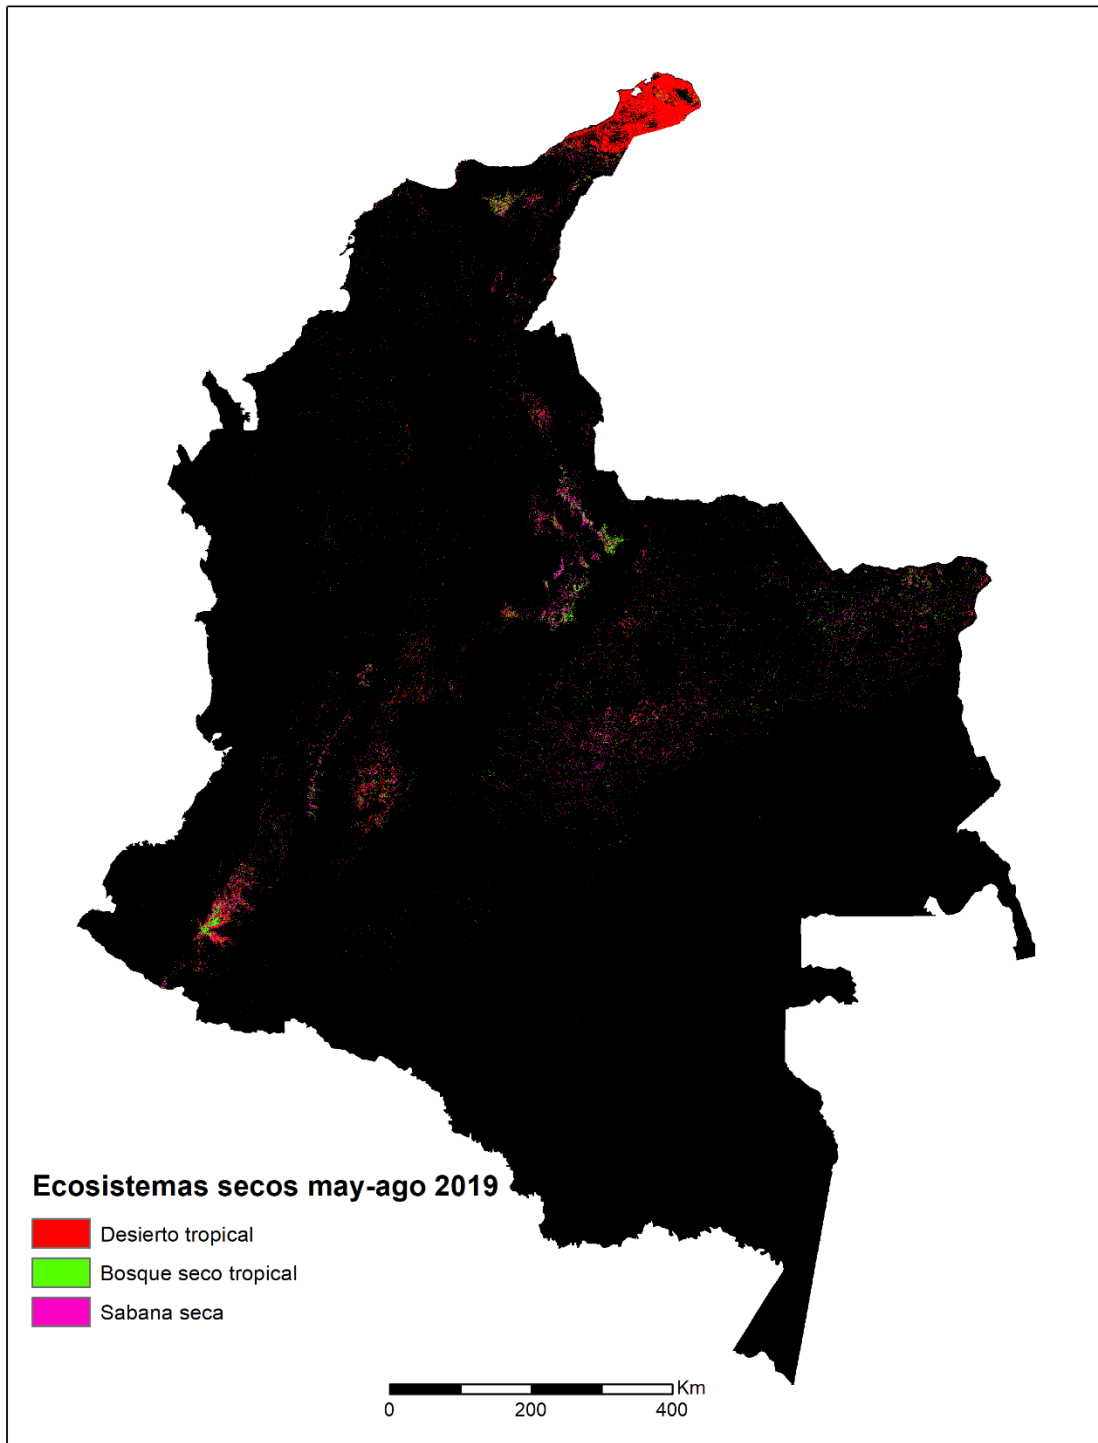 Ecosistemas secos may-ago 2019
Desierto tropical
Bosque seco tropical
Sabana seca
Km
0 200 400